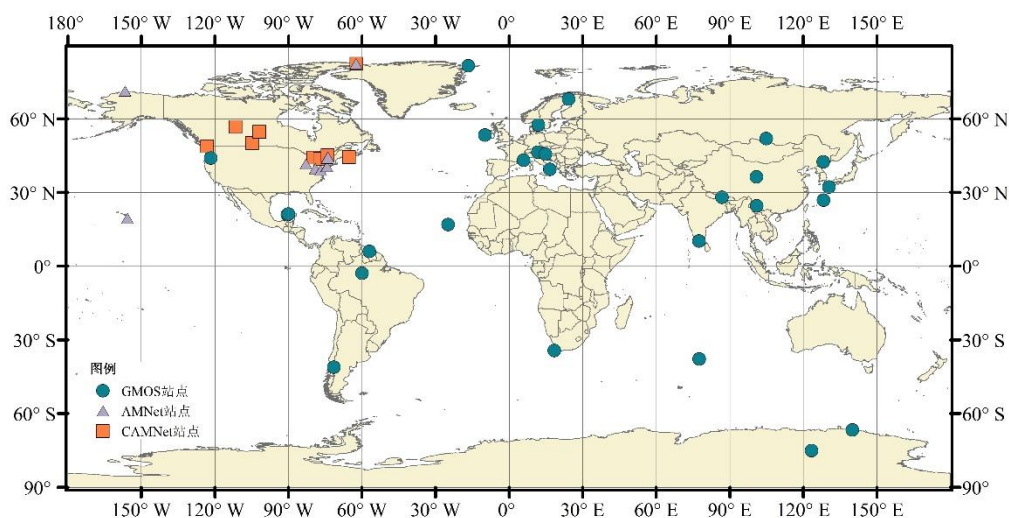 180° 150° W 120° W 90° W 60° W 30° W 0° 30° E 60° E 90° E 120° E 150° E
60° N 60° N
30° N 30° N
0° 0°
30° S 30° S
图例
GMOS站点
AMNet站点
CAMNet站点
60° S 60° S
90° 90°
150° W 120° W 90° W 60° W 30° W 0° 30° E 60° E 90° E 120° E 150° E